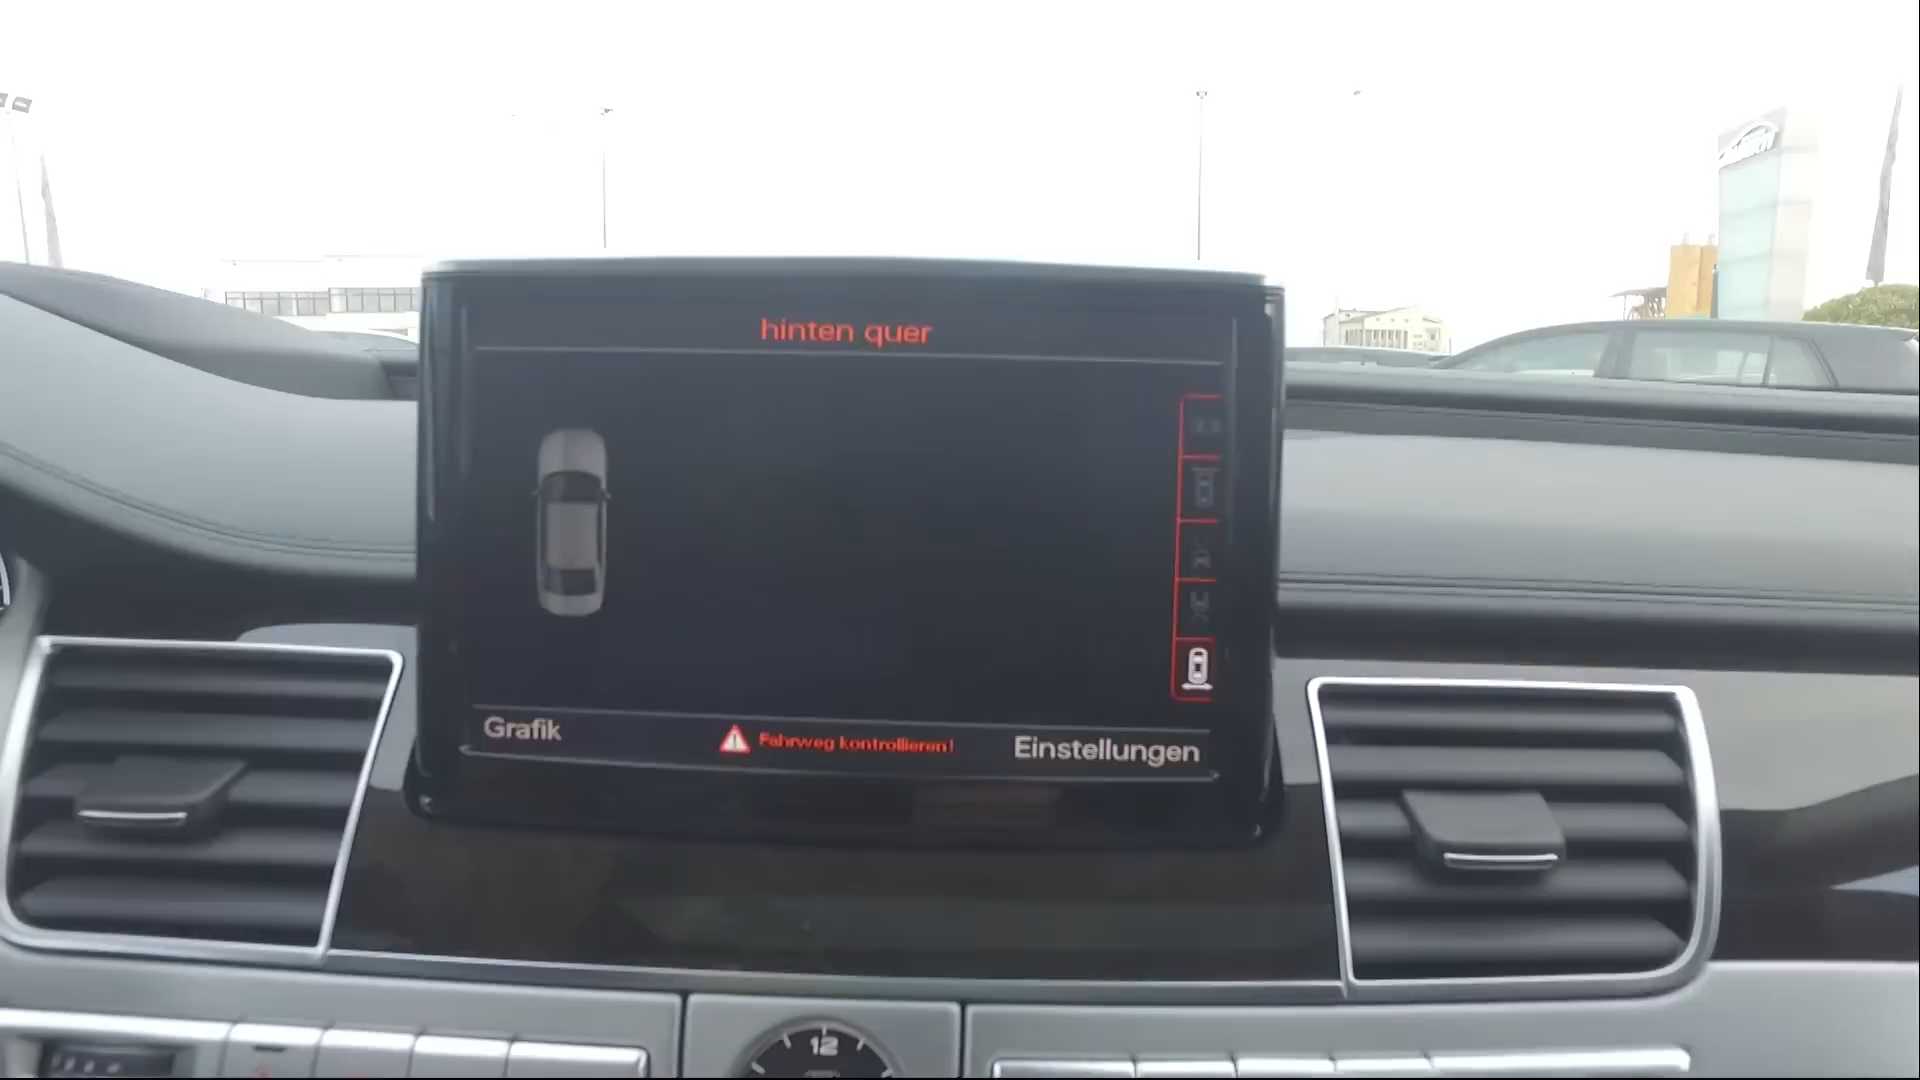 hinten quer
Grafik
Fahrweg kontrollieren!
Einstellungen
12